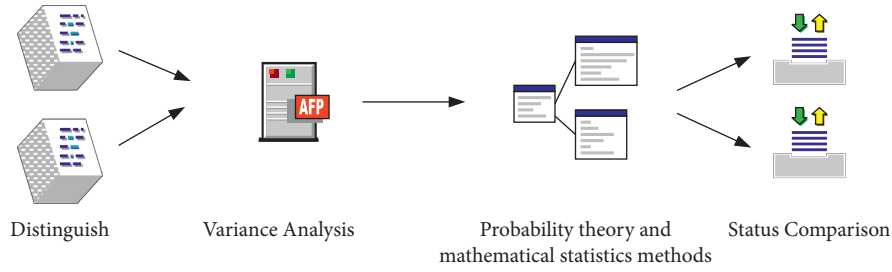 AFP
Distinguish
Variance Analysis
Probability theory and
mathematical statistics methods
Status Comparison